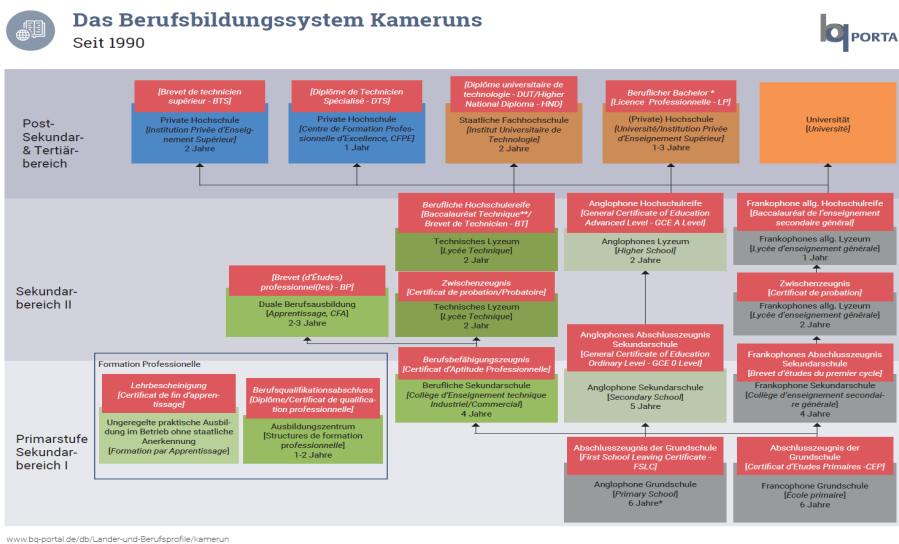 Das Berufsbildungssystem Kameruns
Seit 1990
bq PORTA
Post-
Sekundar-
& Tertiär-
bereich
[Brevet de technicien
supérieur - BTS]
Private Hochschule
[Institution Privée d'Enseig-
nement Supérieur]
2 Jahre
[Diplôme de Technicien
Spécialisé - DTS]
Private Hochschule
[Centre de Formation Profes-
sionelle d'Excellence, CFPE]
1 Jahr
[Diplôme universitaire de
technologie - DUT/Higher
National Diploma - HND]
Staatliche Fachhochschule
[Institut Universitaire de
Technologie]
2 Jahre
Beruflicher Bachelor *
[Licence Professionnelle - LP]
(Private) Hochschule
[Université/Institution Privée
d'Enseignement Supérieur]
1-3 Jahre
Universität
[Université]
Sekundar-
bereich II
Berufliche Hochschulereife
[Baccalauréat Technique**/
Brevet de Technicien - BT]
Technisches Lyzeum
[Lycée Technique]
2 Jahr
Anglophone Hochschulreife
[General Certificate of Education
Advanced Level - GCE A Level]
Anglophones Lyzeum
[Higher School]
2 Jahre
Frankophone allg. Hochschulreife
[Baccalauréat de l'enseignement
secondaire général]
Frankophones allg. Lyzeum
[Lycée d'enseignement générale]
1 Jahr
[Brevet (d'Études)
professionnel(les) - BP]
Duale Berufsausbildung
[Apprentissage, CFA]
2-3 Jahre
Zwischenzeugnis
[Certificat de probation/Probatoire]
Technisches Lyzeum
[Lycée Technique]
2 Jahr
Zwischenzeugnis
[Certificat de probation]
Frankophones allg. Lyzeum
[Lycée d'enseignement générale]
2 Jahre
Primarstufe
Sekundar-
bereich I
Formation Professionelle
Lehrbescheinigung
[Certificat de fin d'appren-
tissage]
Ungeregelte praktische Ausbil-
dung im Betrieb ohne staatliche
Anerkennung
[Formation par Apprentissage]
Berufsqualifikationsabschluss
[Diplôme/Certificat de qualifica-
tion professionelle]
Ausbildungszentrum
[Structures de formation
professionelle]
1-2 Jahre
Berufsbefähigungszeugnis
[Certificat d'Aptitude Professionelle]
Berufliche Sekundarschule
[Collège d'Enseignement technique
Industriel/Commercial]
4 Jahre
Anglophones Abschlusszeugnis
Sekundarschule
[General Certificate of Education
Ordinary Level - GCE 0 Level]
Anglophone Sekundarschule
[Secondary School]
5 Jahre
Frankophones Abschlusszeugnis
Sekundarschule
[Brevet d'études du premier cycle]
Frankophone Sekundarschule
[Collège d'enseignement secondai-
re générale]
4 Jahre
Abschlusszeugnis der Grundschule
[First School Leaving Certificate -
FSLC]
Anglophone Grundschule
[Primary School]
6 Jahre*
Abschlusszeugnis der
Grundschule
[Certificat d'Etudes Primaires -CEP]
Francophone Grundschule
[École primaire]
6 Jahre
www.bq-portal.de/db/Lander-und-Berufsprofile/kamerun